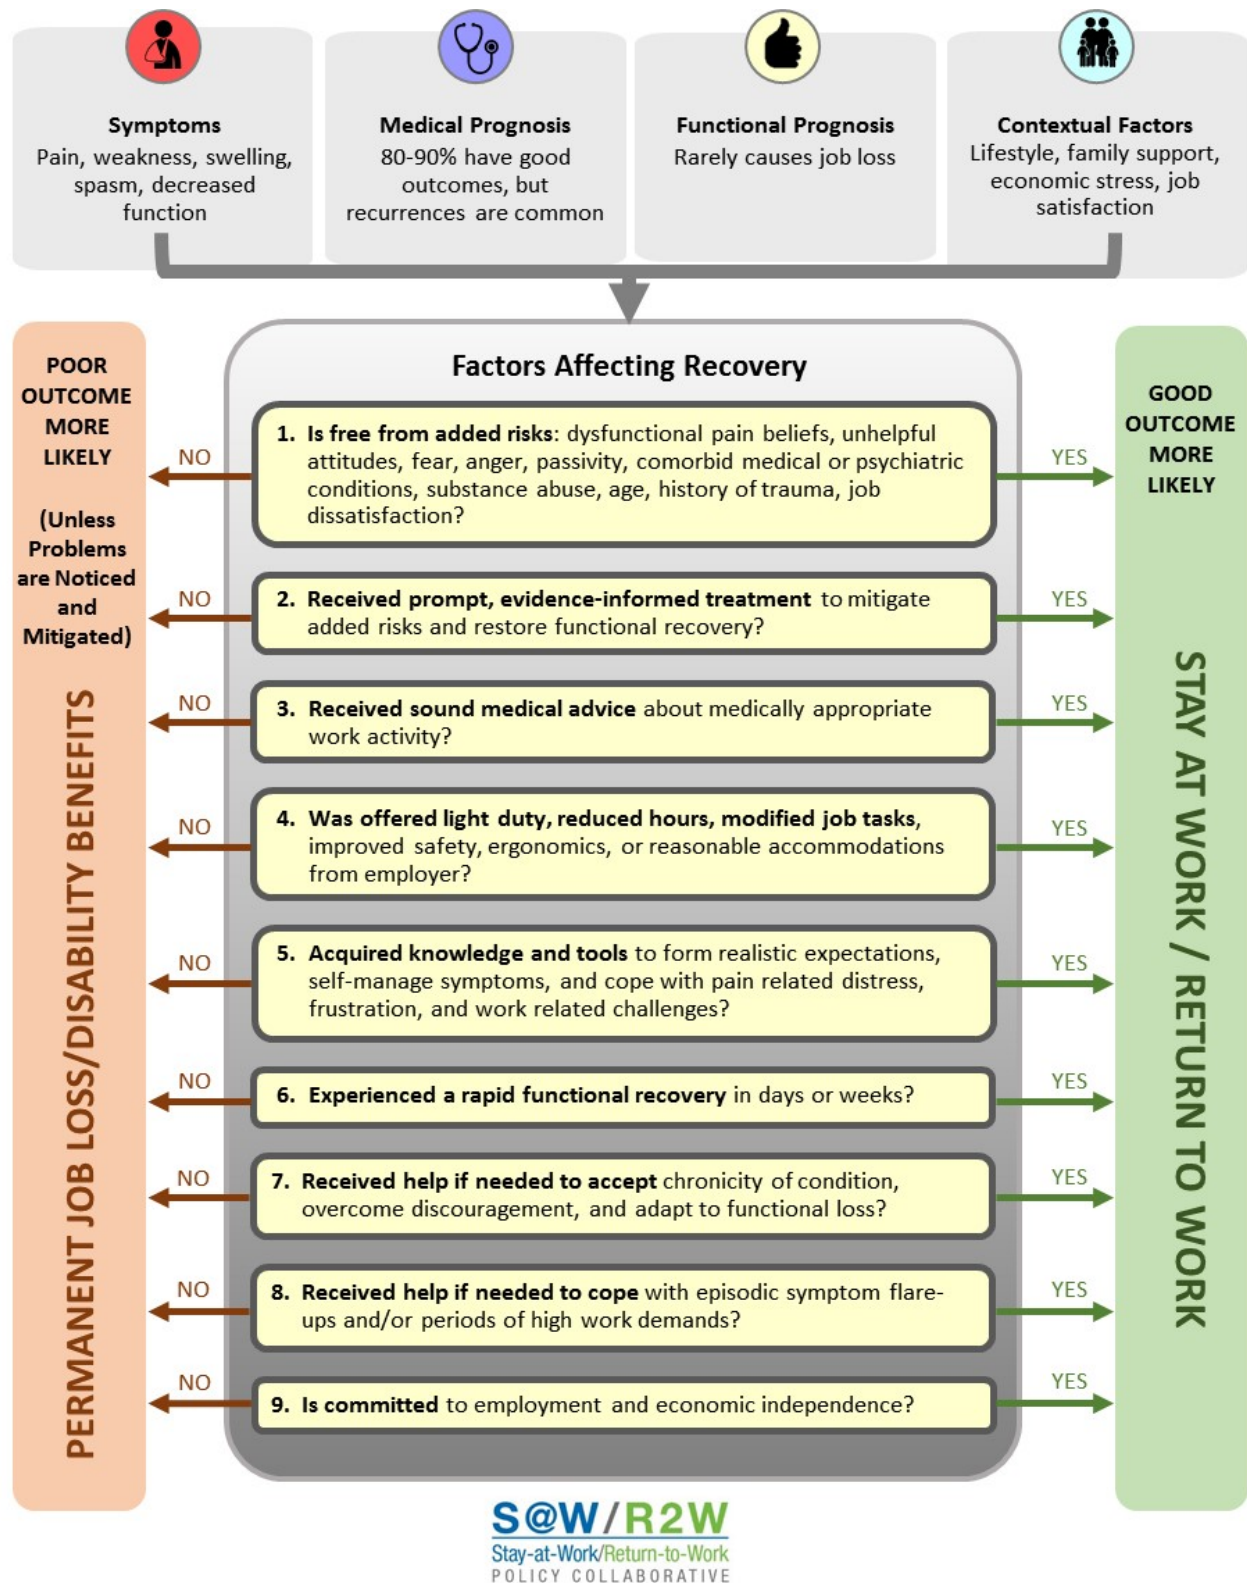 Symptoms
Pain, weakness, swelling,
spasm, decreased
function
Medical Prognosis
80-90% have good
outcomes, but
recurrences are common
Functional Prognosis
Rarely causes job loss
Contextual Factors
Lifestyle, family support,
economic stress, job
satisfaction
POOR
OUTCOME
MORE
LIKELY
(Unless
Problems
are Noticed
and
Mitigated)
PERMANENT JOB LOSS/DISABILITY BENEFITS
Factors Affecting Recovery
NO
1. Is free from added risks: dysfunctional pain beliefs, unhelpful
attitudes, fear, anger, passivity, comorbid medical or psychiatric
conditions, substance abuse, age, history of trauma, job
dissatisfaction?
YES
NO
2. Received prompt, evidence-informed treatment to mitigate
added risks and restore functional recovery?
YES
NO
3. Received sound medical advice about medically appropriate
work activity?
YES
NO
4. Was offered light duty, reduced hours, modified job tasks,
improved safety, ergonomics, or reasonable accommodations
from employer?
YES
NO
5. Acquired knowledge and tools to form realistic expectations,
self-manage symptoms, and cope with pain related distress,
frustration, and work related challenges?
YES
NO
6. Experienced a rapid functional recovery in days or weeks?
YES
NO
7. Received help if needed to accept chronicity of condition,
overcome discouragement, and adapt to functional loss?
YES
NO
8. Received help if needed to cope with episodic symptom flare-
ups and/or periods of high work demands?
YES
NO
9. Is committed to employment and economic independence?
YES
GOOD
OUTCOME
MORE
LIKELY
STAY AT WORK / RETURN TO WORK
S@W/R2W
Stay-at-Work/Return-to-Work
POLICY COLLABORATIVE